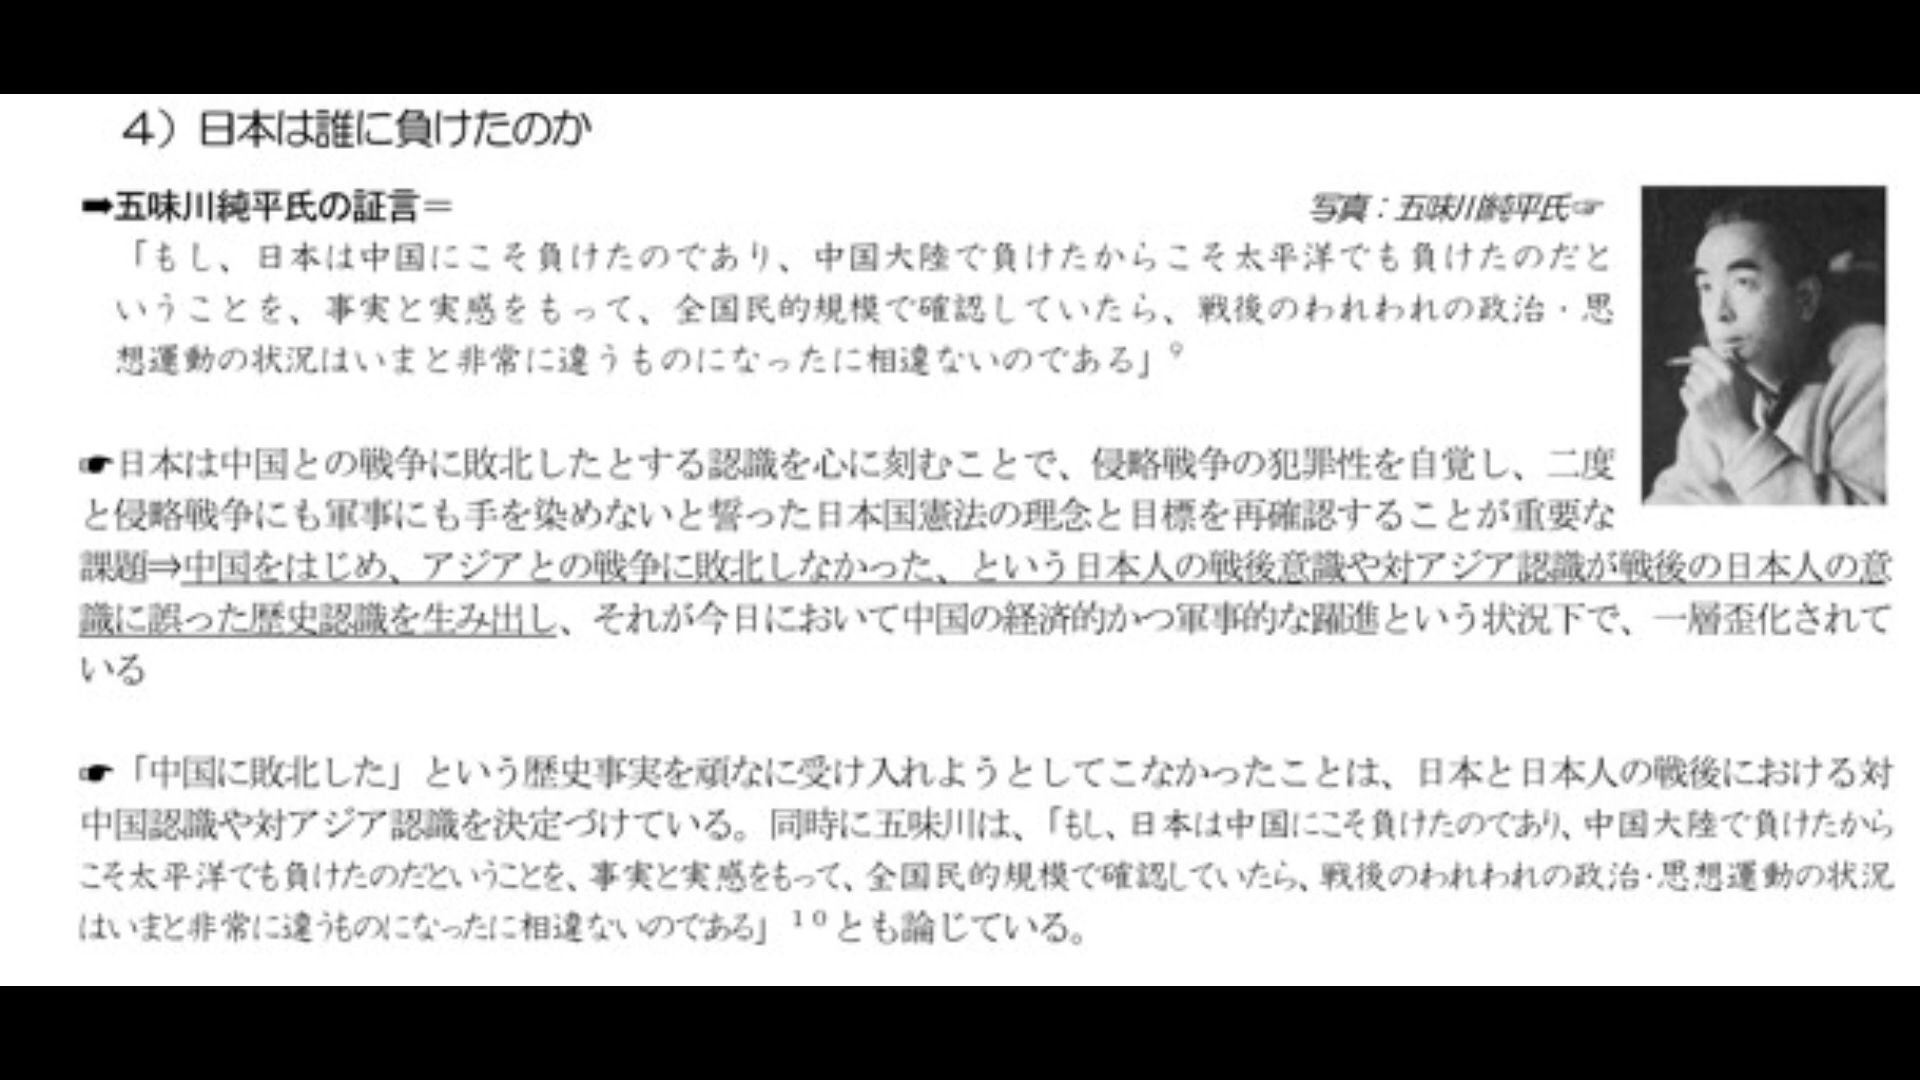 4）日本は誰に負けたのか
➡五味川純平氏の証言＝
写真：五味川純平氏☞
「もし、日本は中国にこそ負けたのであり、中国大陸で負けたからこそ太平洋でも負けたのだと
いうことを、事実と実感をもって、全国民的規模で確認していたら、戦後のわれわれの政治・思
想運動の状況はいまと非常に違うものになったに相違ないのである」⁹
☛日本は中国との戦争に敗北したとする認識を心に刻むことで、侵略戦争の犯罪性を自覚し、二度
と侵略戦争にも軍事にも手を染めないと誓った日本国憲法の理念と目標を再確認することが重要な
課題⇒中国をはじめ、アジアとの戦争に敗北しなかった、という日本人の戦後意識や対アジア認識が戦後の日本人の意
識に誤った歴史認識を生み出し、それが今日において中国の経済的かつ軍事的な躍進という状況下で、一層歪化されて
いる
☛「中国に敗北した」という歴史事実を頑なに受け入れようとしてこなかったことは、日本と日本人の戦後における対
中国認識や対アジア認識を決定づけている。同時に五味川は、「もし、日本は中国にこそ負けたのであり、中国大陸で負けたから
こそ太平洋でも負けたのだということを、事実と実感をもって、全国民的規模で確認していたら、戦後のわれわれの政治・思想運動の状況
はいまと非常に違うものになったに相違ないのである」¹⁰とも論じている。